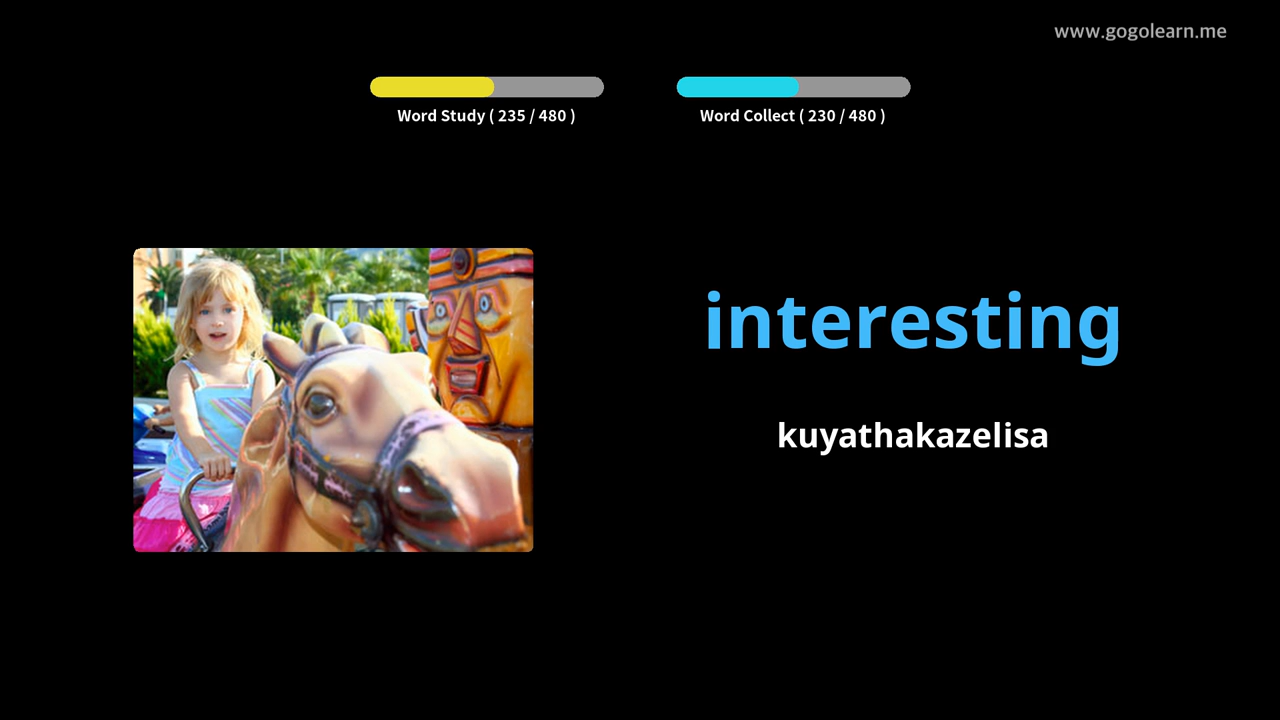 www.gogolearn.me
Word Study ( 235 / 480 )
Word Collect ( 230 / 480 )
interesting
kuyathakazelisa